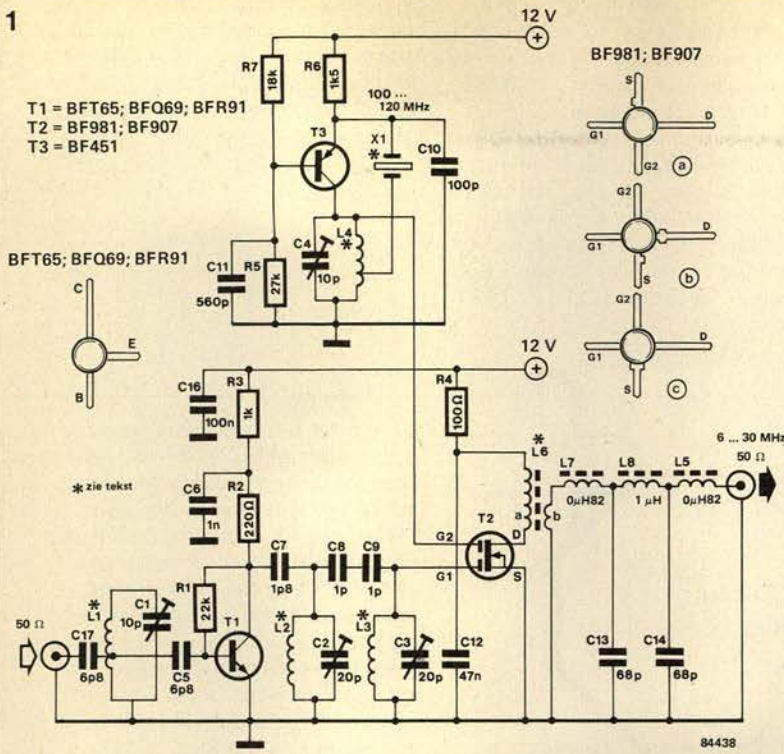 1
12 V
BF981; BF907
R7
18k
R6
1k5
100 ...
120 MHz
T1 = BFT65; BFQ69; BFR91
T2 = BF981; BF907
T3 = BF451
T3
X1
*
C10
100p
S
G1
D
G2
a
G2
G1
D
S
b
G2
G1
D
S
c
C4
10p
L4
*
C11
560p
R5
27k
BFT65; BFQ69; BFR91
C
E
B
12 V
C16
100n
R3
1k
R4
100Ω
*
L6
a
b
6 ... 30 MHz
50 Ω
L7
0µH82
L8
1 µH
L5
0µH82
* zie tekst
C6
1n
R2
220Ω
T2
G2
D
G1
S
C7
1p8
C8
1p
C9
1p
R1
22k
T1
50 Ω
C17
6p8
*
L1
C1
10p
C5
6p8
*
L2
C2
20p
*
L3
C3
20p
C12
47n
C13
68p
C14
68p
84438